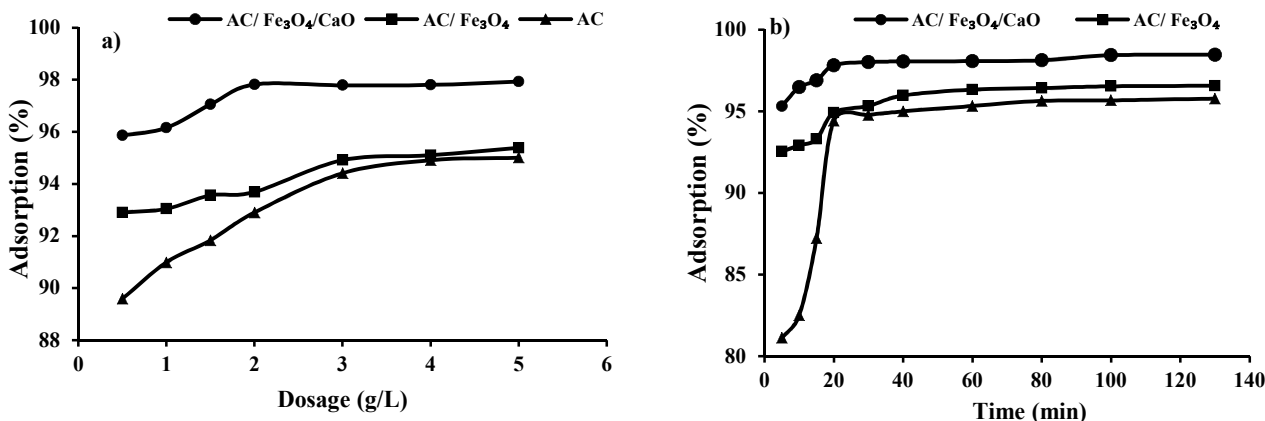 AC/ Fe₃O₄/CaO AC/ Fe₃O₄ AC
a)
100
98
96
94
92
90
88
Adsorption (%)
0 1 2 3 4 5 6
Dosage (g/L)
AC/ Fe₃O₄/CaO AC/ Fe₃O₄
b)
100
95
90
85
80
Adsorption (%)
0 20 40 60 80 100 120 140
Time (min)